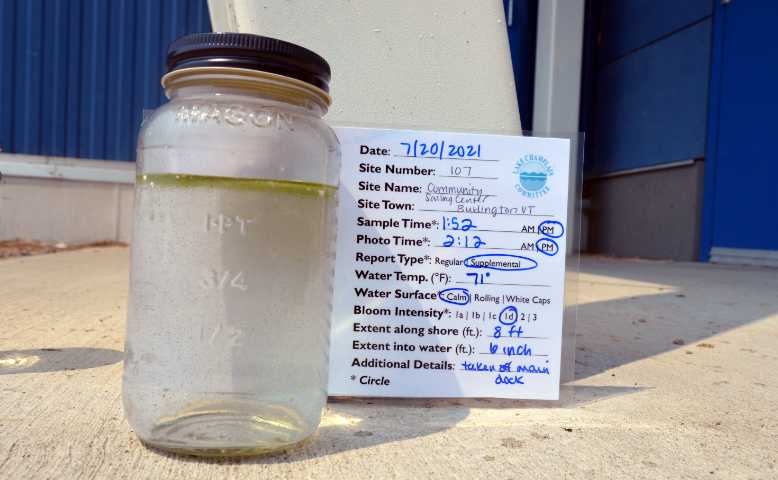 MASON
PT
3/4
1/2
Date: 7/20/2021
LAKE CHAMPLAIN
COMMITTEE
Site Number: 107
Site Name: Community
Sailing Center
Site Town: Burlington VT
Sample Time*: 1:52 AM | PM
Photo Time*: 2:12 AM | PM
Report Type*: Regular | Supplemental
Water Temp. (°F): 71°
Water Surface*: Calm | Rolling | White Caps
Bloom Intensity*: 1a | 1b | 1c | 1d | 2 | 3
Extent along shore (ft.): 8 ft
Extent into water (ft.): 6 inch
Additional Details: taken off main
* Circle dock